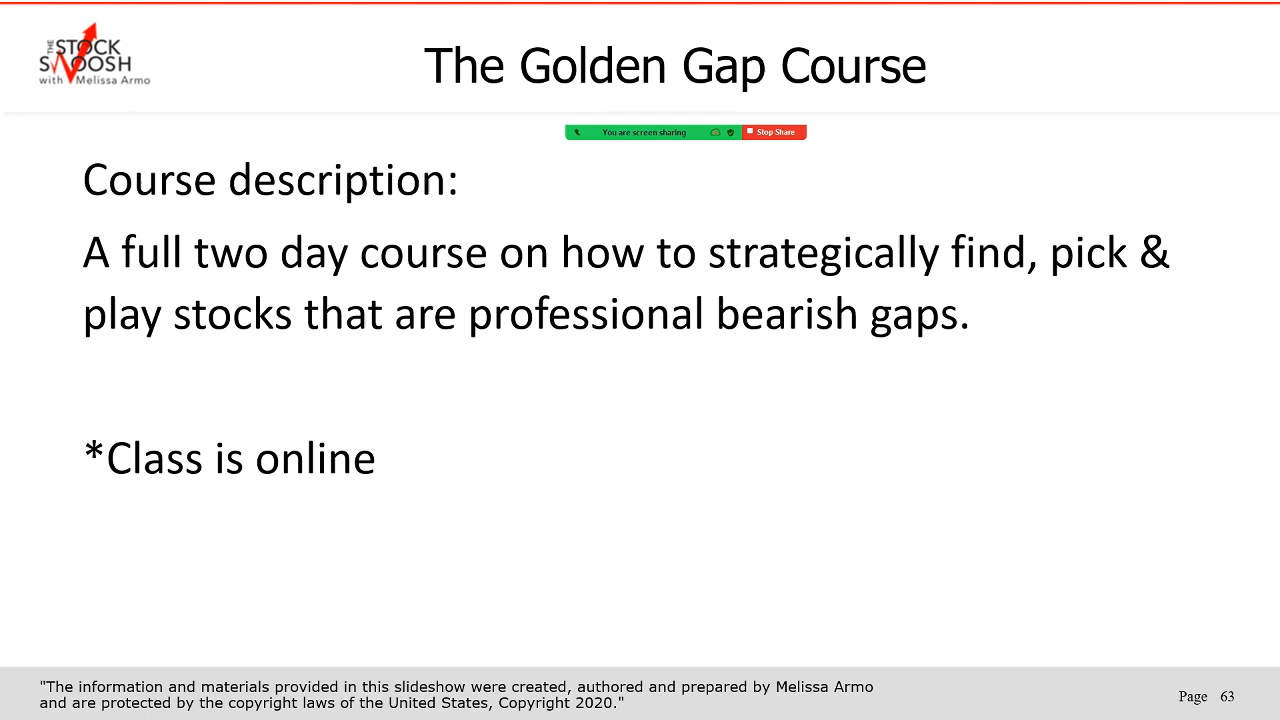 THE STOCK
SWOOSH
with Melissa Armo
The Golden Gap Course
You are screen sharing
Stop Share
Course description:
A full two day course on how to strategically find, pick &
play stocks that are professional bearish gaps.
*Class is online
"The information and materials provided in this slideshow were created, authored and prepared by Melissa Armo
and are protected by the copyright laws of the United States, Copyright 2020."
Page 63